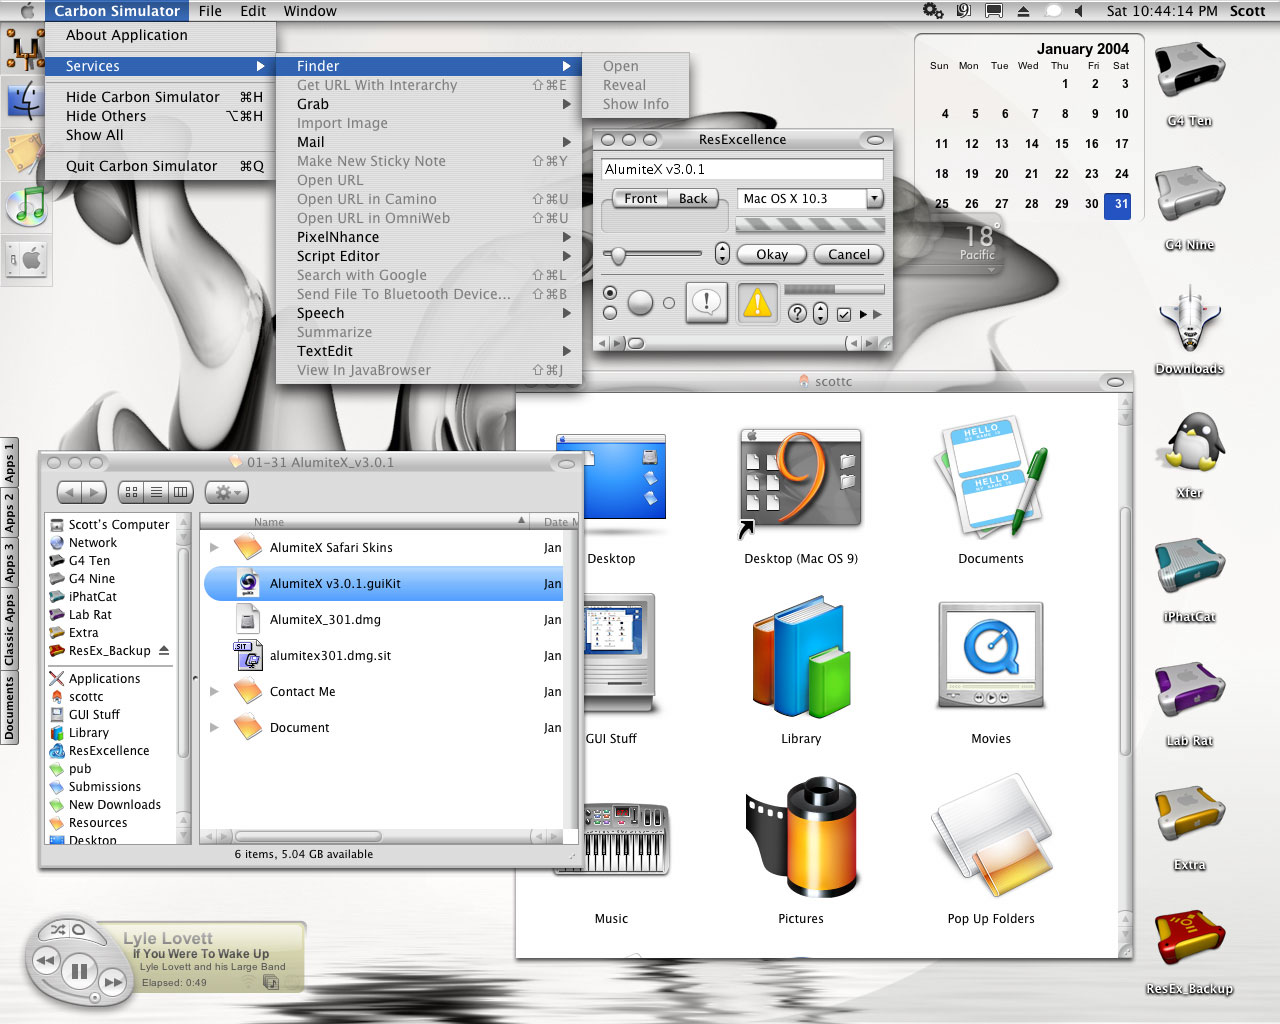 Carbon Simulator File Edit Window
Sat 10:44:14 PM Scott
About Application
Services
Hide Carbon Simulator ⌘H
Hide Others ⌥⌘H
Show All
Quit Carbon Simulator ⌘Q
Finder
Get URL With Interarchy ⇧⌘E
Grab
Import Image
Mail
Make New Sticky Note ⇧⌘Y
Open URL
Open URL in Camino ⇧⌘U
Open URL in OmniWeb ⇧⌘U
PixelNhance
Script Editor
Search with Google ⇧⌘L
Send File To Bluetooth Device... ⇧⌘B
Speech
Summarize
TextEdit
View In JavaBrowser ⇧⌘J
Open
Reveal
Show Info
ResExcellence
AlumiteX v3.0.1
Front Back
Mac OS X 10.3
Okay Cancel
January 2004
Sun Mon Tue Wed Thu Fri Sat
1 2 3
4 5 6 7 8 9 10
11 12 13 14 15 16 17
18 19 20 21 22 23 24
25 26 27 28 29 30 31
18°
Pacific
G4 Ten
G4 Nine
Downloads
Xfer
iPhatCat
Lab Rat
Extra
ResEx_Backup
scottc
Desktop
Desktop (Mac OS 9)
HELLO
MY NAME IS
HELLO
MY NAME IS
Documents
GUI Stuff
Library
Movies
Music
Pictures
Pop Up Folders
Apps 1
Apps 2
Apps 3
Classic Apps
Documents
01-31 AlumiteX_v3.0.1
Scott's Computer
Network
G4 Ten
G4 Nine
iPhatCat
Lab Rat
Extra
ResEx_Backup
Applications
scottc
GUI Stuff
Library
ResExcellence
pub
Submissions
New Downloads
Resources
Desktop
Name Date M
AlumiteX Safari Skins Jan
guiKit
AlumiteX v3.0.1.guiKit Jan
AlumiteX_301.dmg Jan
SIT
alumitex301.dmg.sit Jan
Contact Me Jan
Document Jan
6 items, 5.04 GB available
Lyle Lovett
If You Were To Wake Up
Lyle Lovett and his Large Band
Elapsed: 0:49